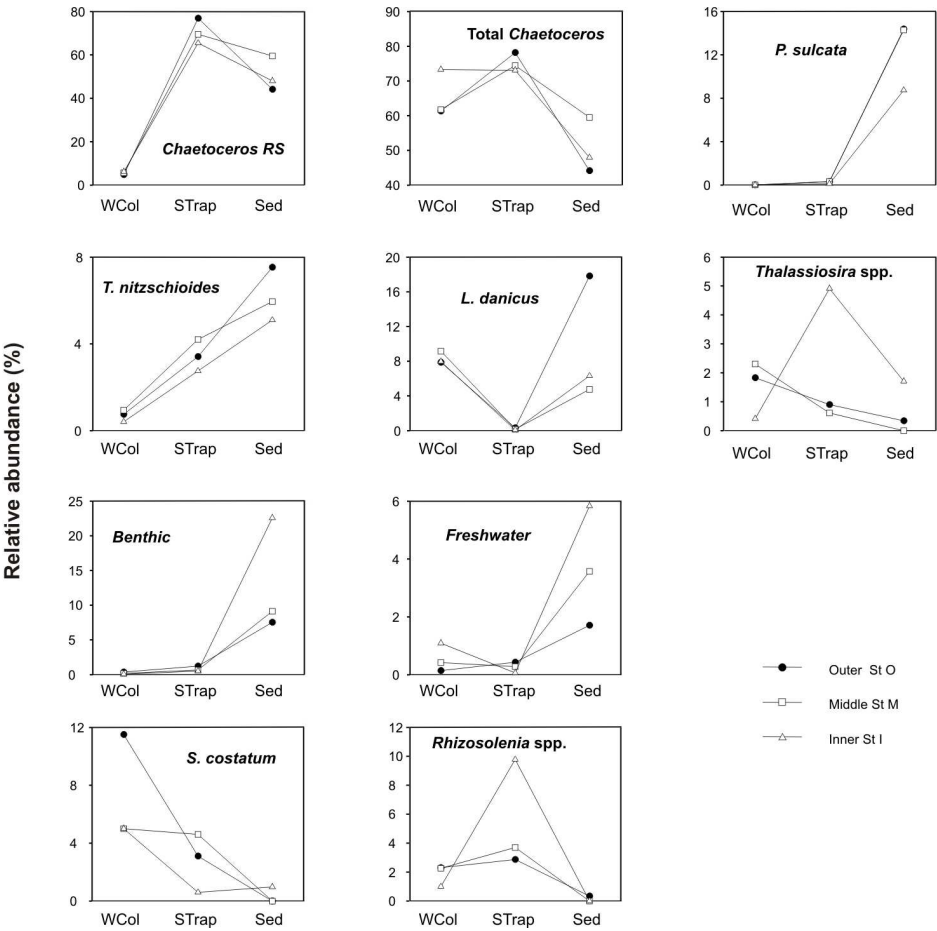 Relative abundance (%)
80
60
40
20
0
Chaetoceros RS
WCol STrap Sed
90
80
70
60
50
40
Total Chaetoceros
WCol STrap Sed
16
12
8
4
0
P. sulcata
WCol STrap Sed
8
4
0
T. nitzschioides
WCol STrap Sed
20
16
12
8
4
0
L. danicus
WCol STrap Sed
6
5
4
3
2
1
0
Thalassiosira spp.
WCol STrap Sed
25
20
15
10
5
0
Benthic
WCol STrap Sed
6
4
2
0
Freshwater
WCol STrap Sed
Outer St O
Middle St M
Inner St I
12
8
4
0
S. costatum
WCol STrap Sed
12
10
8
6
4
2
0
Rhizosolenia spp.
WCol STrap Sed